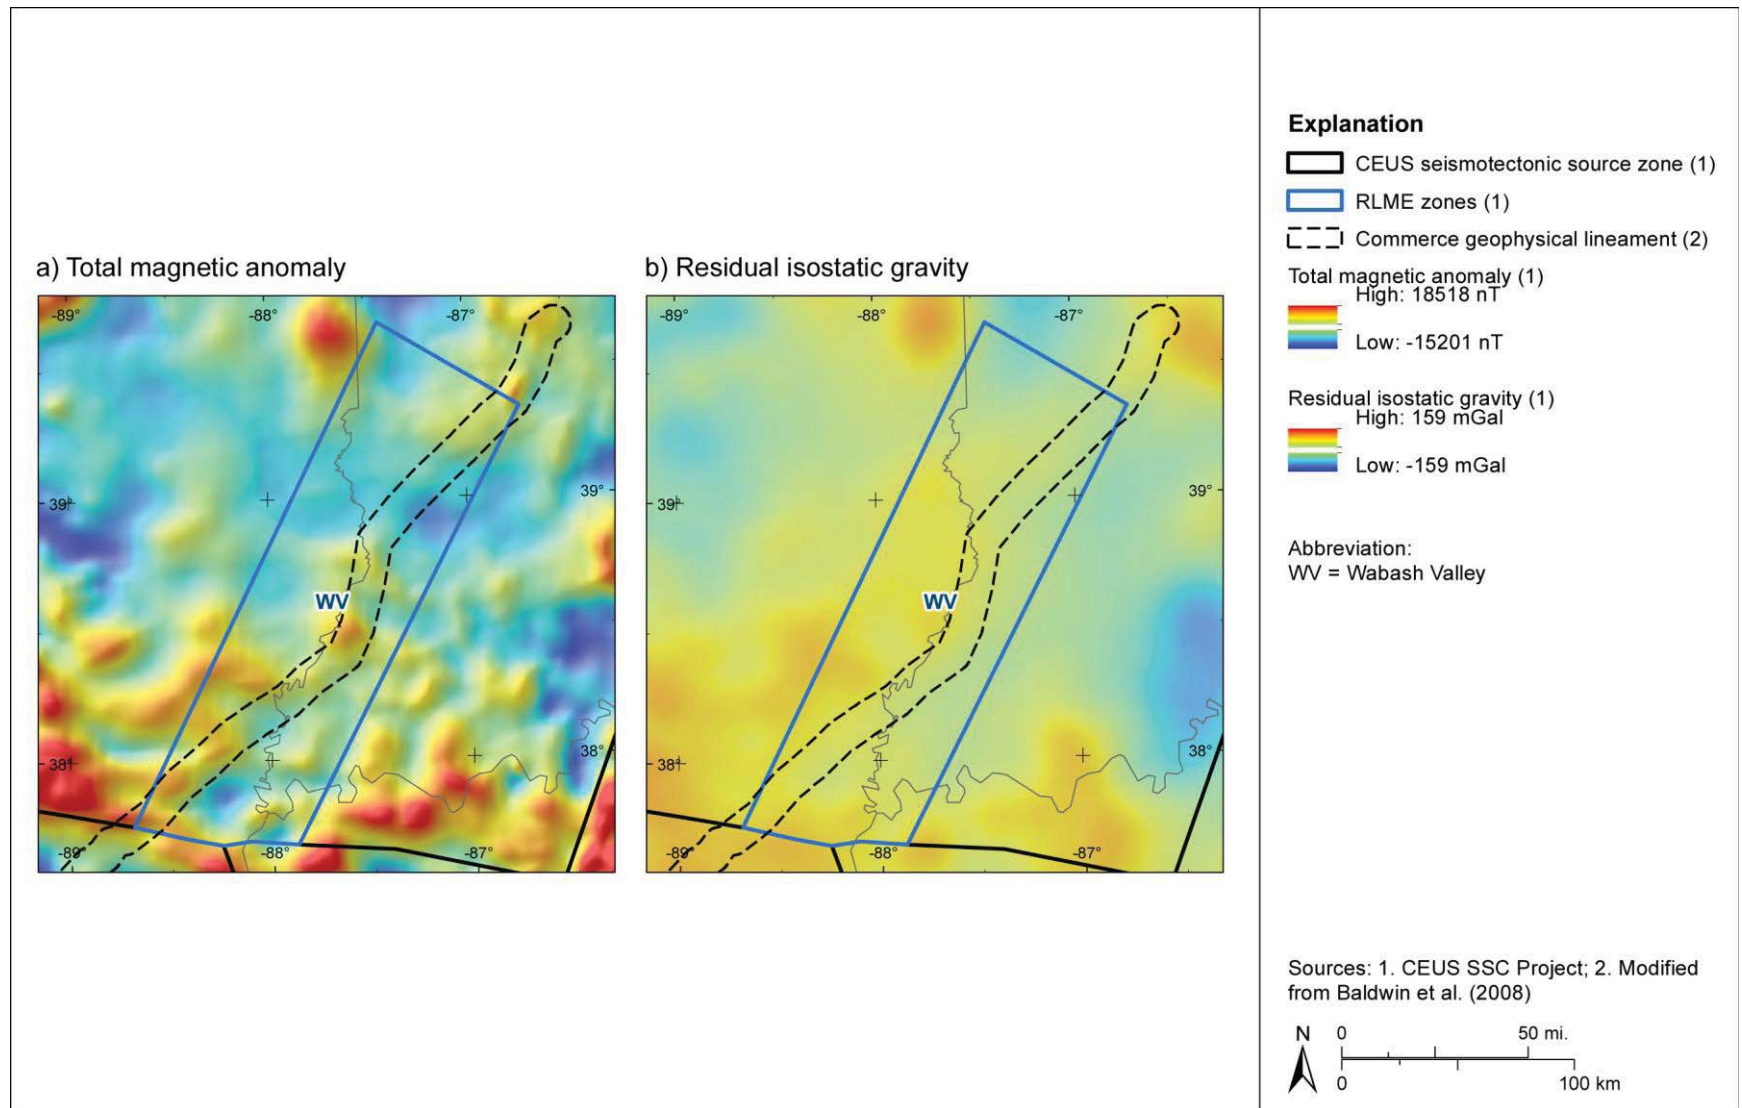 a) Total magnetic anomaly
-89° -88° -87°
39° 39°
WV
38° 38°
-89° -88° -87°
b) Residual isostatic gravity
-89° -88° -87°
39° 39°
WV
38° 38°
-89° -88° -87°
Explanation
CEUS seismotectonic source zone (1)
RLME zones (1)
Commerce geophysical lineament (2)
Total magnetic anomaly (1)
High: 18518 nT
Low: -15201 nT
Residual isostatic gravity (1)
High: 159 mGal
Low: -159 mGal
Abbreviation:
WV = Wabash Valley
Sources: 1. CEUS SSC Project; 2. Modified
from Baldwin et al. (2008)
N 0 50 mi.
0 100 km